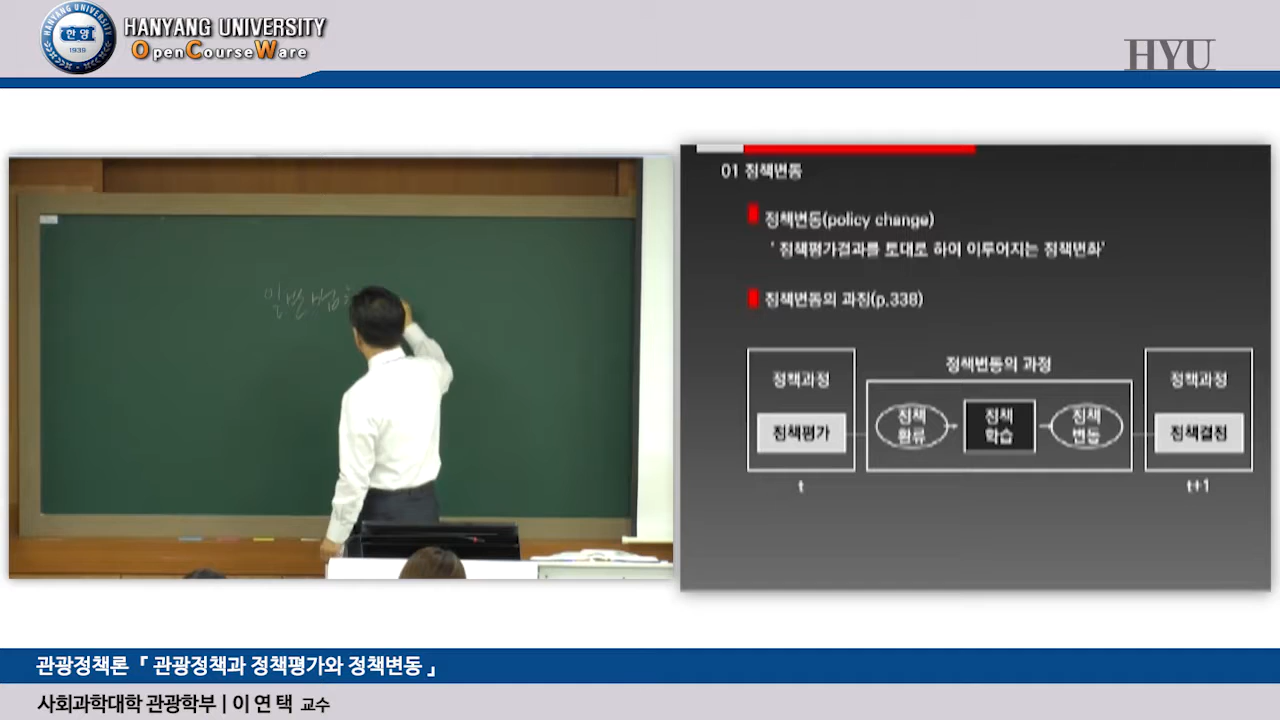 HANYANG UNIVERSITY
OpenCourseWare
HANYANG UNIVERSITY
한양
1939
HYU
일반법
01 정책변동
정책변동(policy change)
' 정책평가결과를 토대로 하여 이루어지는 정책변화'
정책변동의 과정(p.338)
정책변동의 과정
정책과정
정책평가
t
정책
환류
정책
학습
정책
변동
정책과정
정책결정
t+1
관광정책론 「 관광정책과 정책평가와 정책변동 」
사회과학대학 관광학부 | 이 연 택 교수